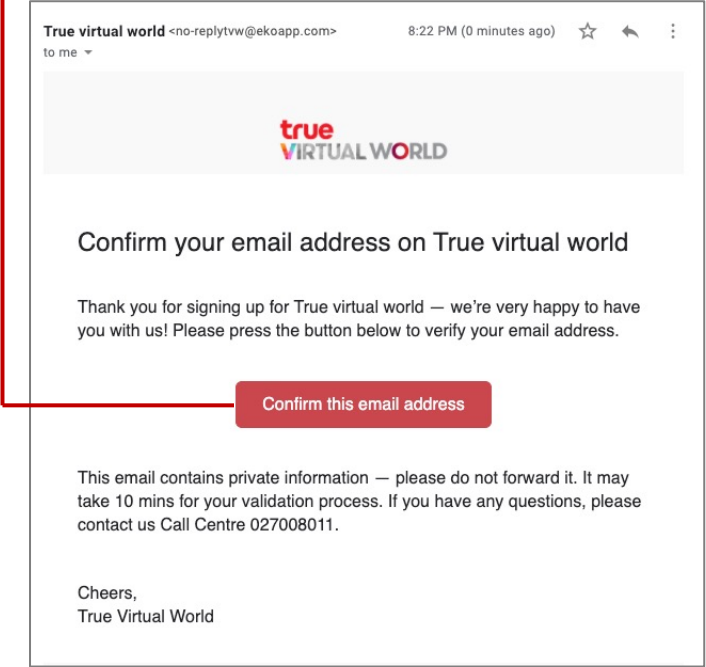 True virtual world <no-replytvw@ekoapp.com> 8:22 PM (0 minutes ago)
to me
true
VIRTUAL WORLD
Confirm your email address on True virtual world
Thank you for signing up for True virtual world — we're very happy to have
you with us! Please press the button below to verify your email address.
Confirm this email address
This email contains private information — please do not forward it. It may
take 10 mins for your validation process. If you have any questions, please
contact us Call Centre 027008011.
Cheers,
True Virtual World